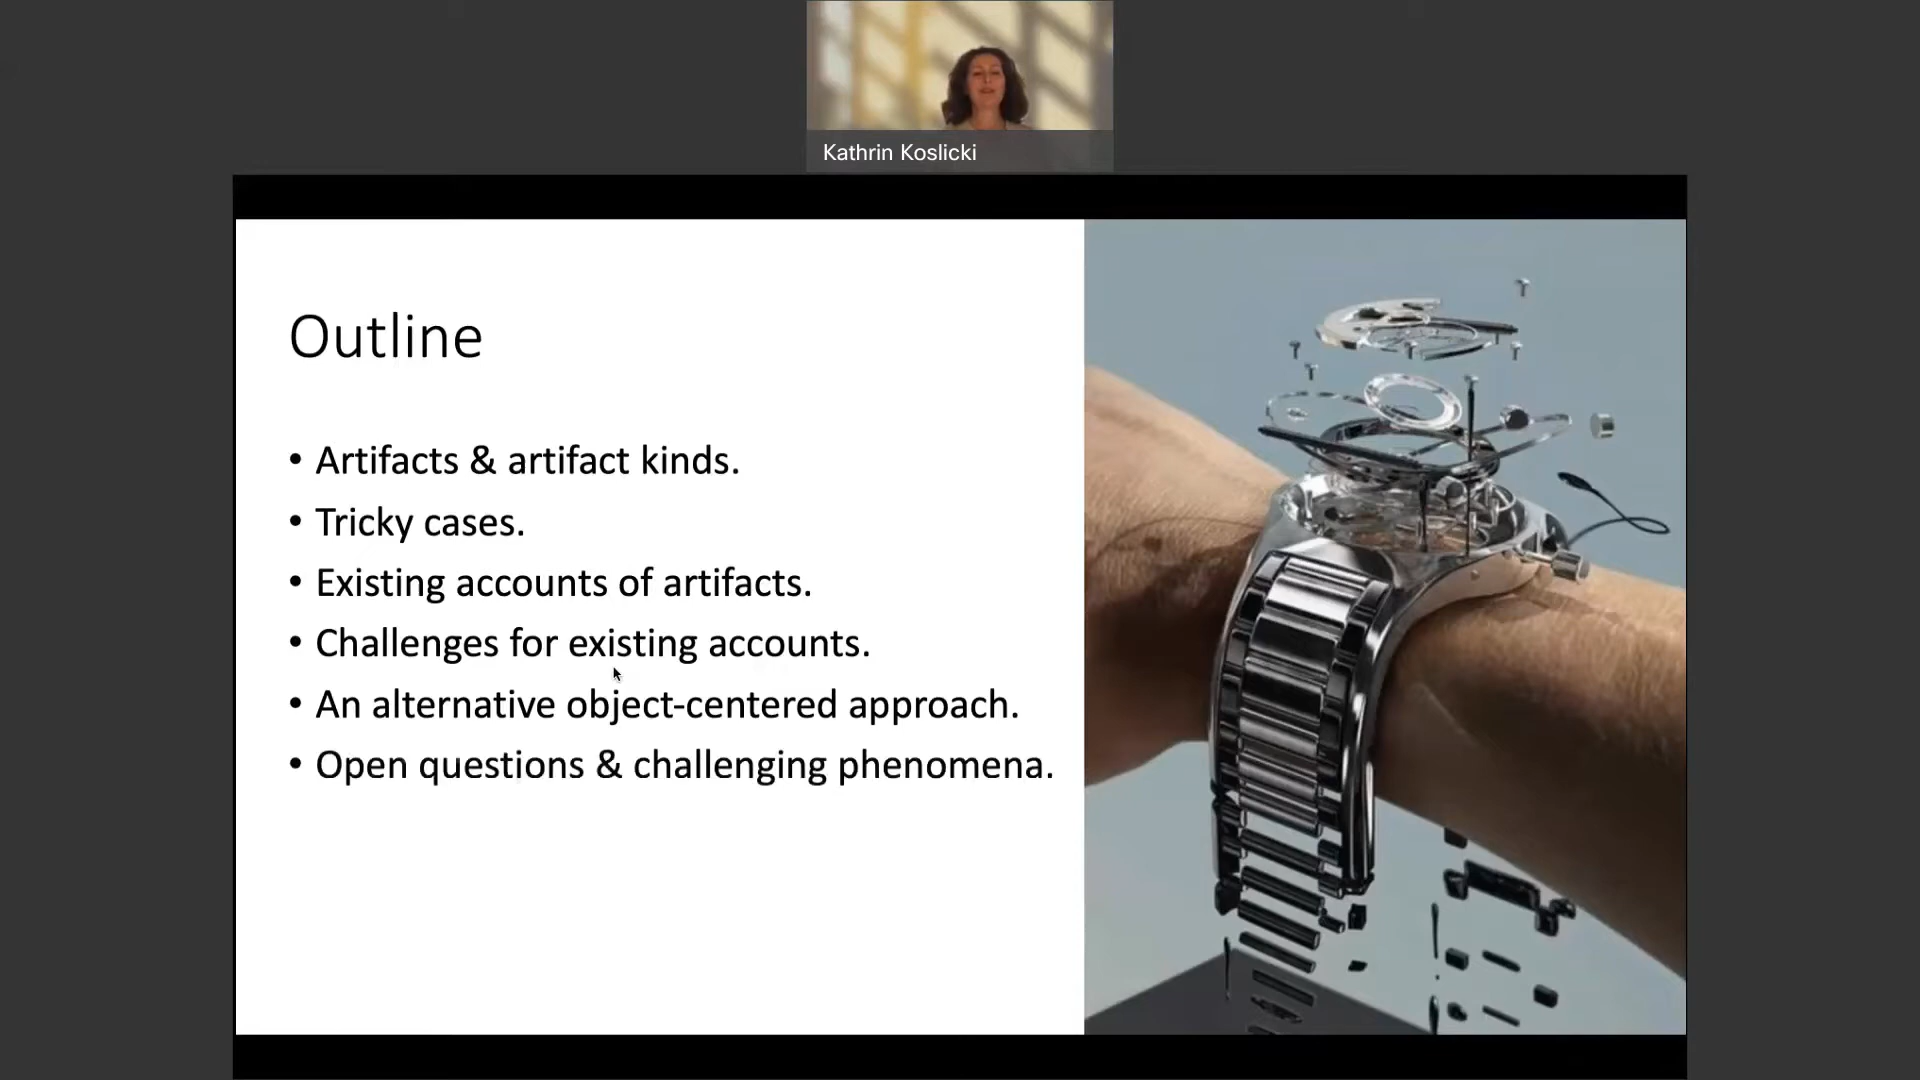 Kathrin Koslicki
Outline
• Artifacts & artifact kinds.
• Tricky cases.
• Existing accounts of artifacts.
• Challenges for existing accounts.
• An alternative object-centered approach.
• Open questions & challenging phenomena.